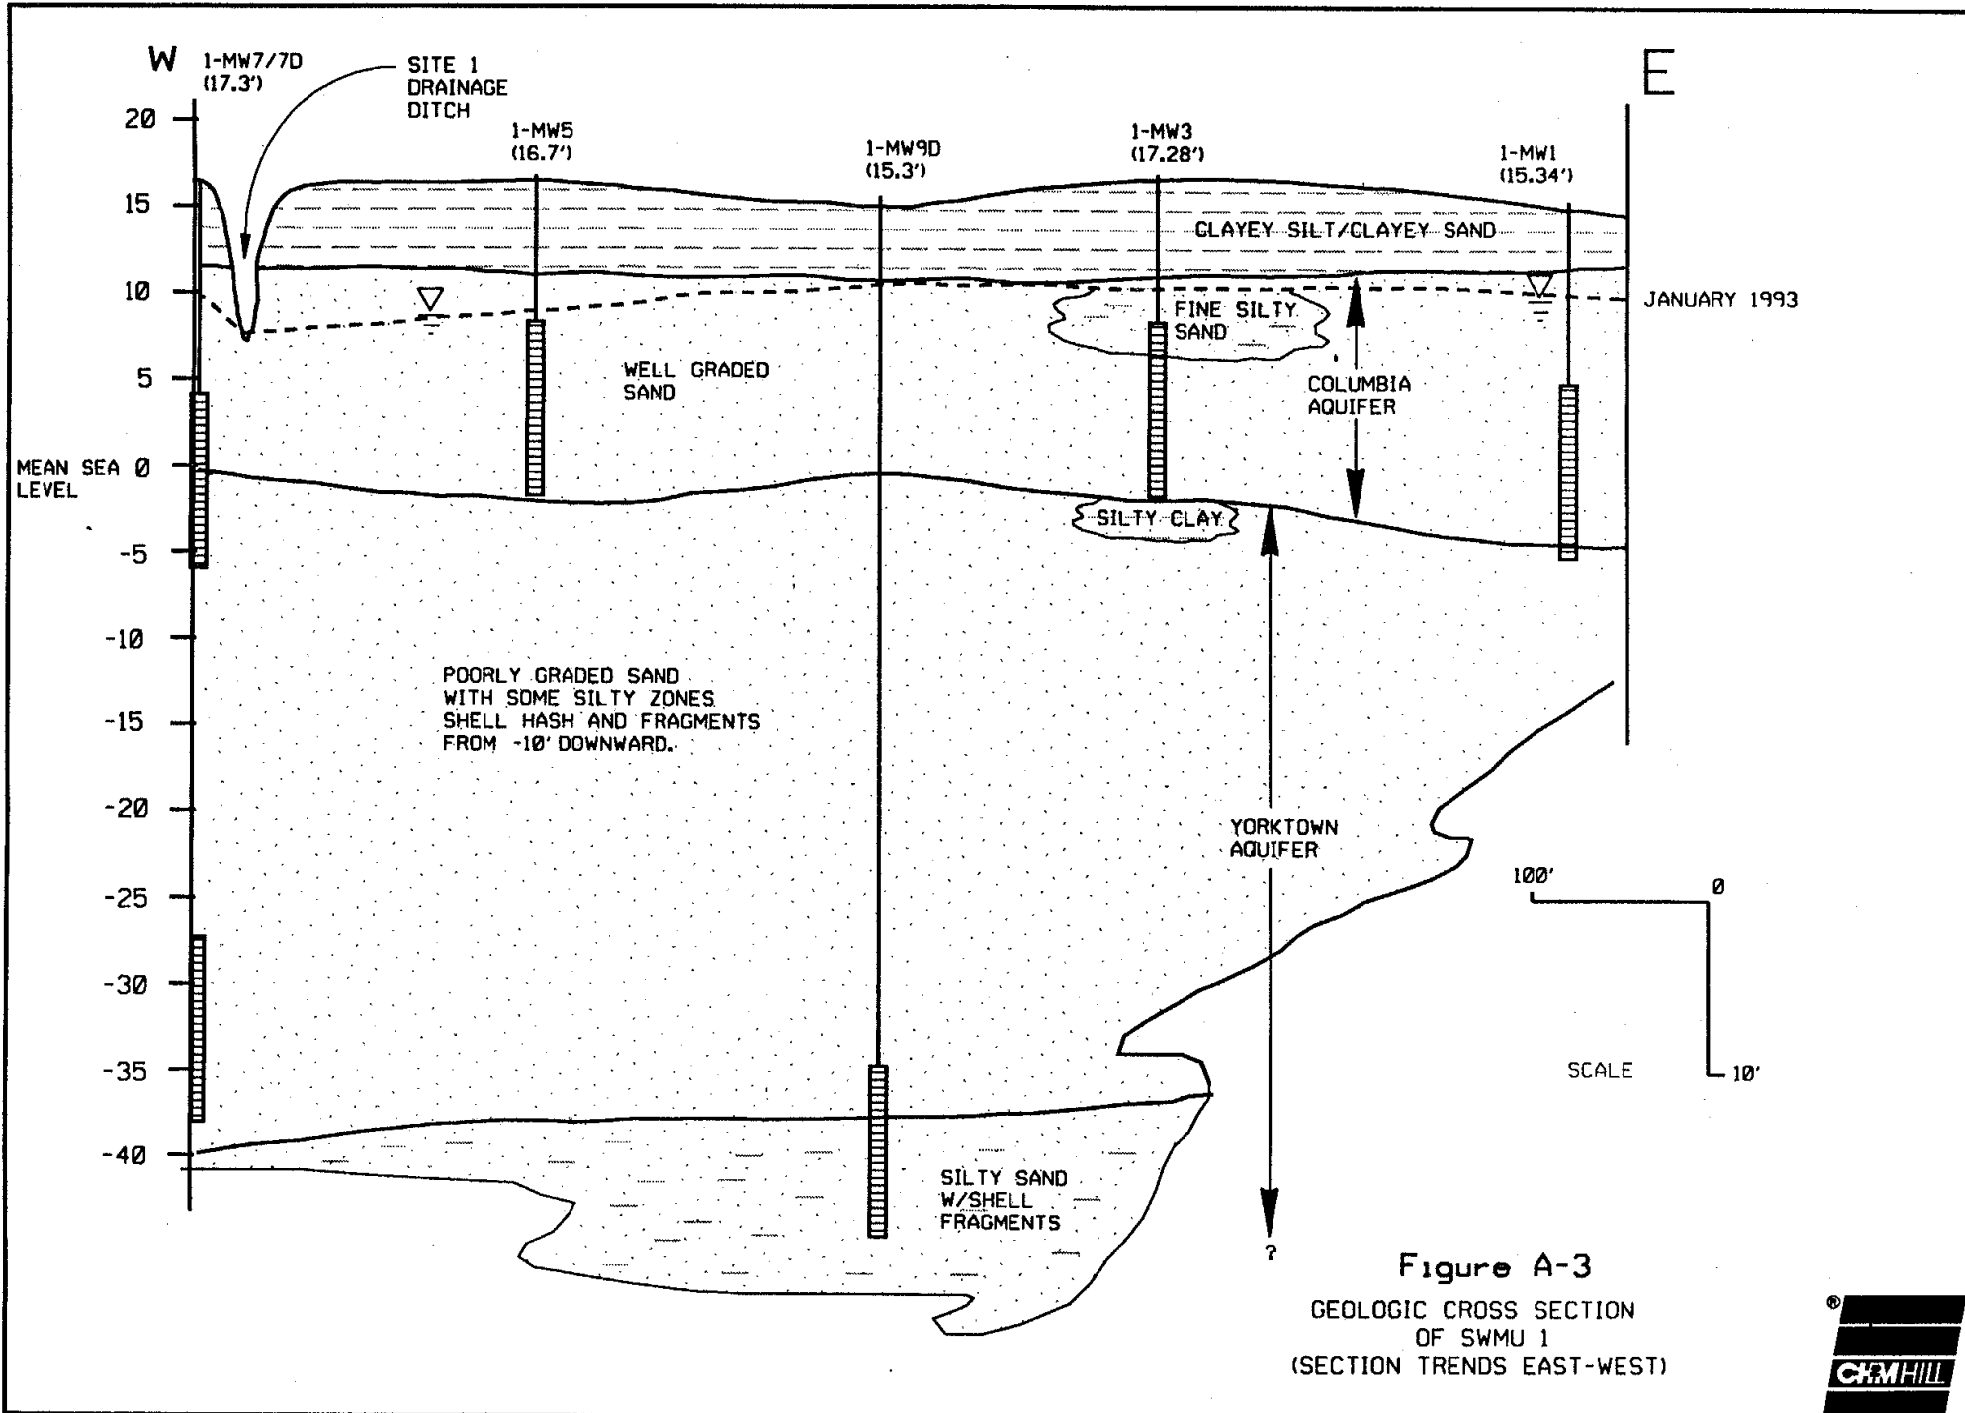 W
1-MW7/7D
(17.3')
SITE 1
DRAINAGE
DITCH
E
20
1-MW5
(16.7')
1-MW9D
(15.3')
1-MW3
(17.28')
1-MW1
(15.34')
15
CLAYEY SILT/CLAYEY SAND
10
JANUARY 1993
FINE SILTY
SAND
WELL GRADED
SAND
5
COLUMBIA
AQUIFER
MEAN SEA 0
LEVEL
SILTY CLAY
-5
-10
POORLY GRADED SAND
WITH SOME SILTY ZONES
SHELL HASH AND FRAGMENTS
FROM -10' DOWNWARD.
-15
-20
YORKTOWN
AQUIFER
-25
100'
0
-30
-35
SCALE
10'
-40
SILTY SAND
W/SHELL
FRAGMENTS
?
Figure A-3
GEOLOGIC CROSS SECTION
OF SWMU 1
(SECTION TRENDS EAST-WEST)
®
CH2M HILL